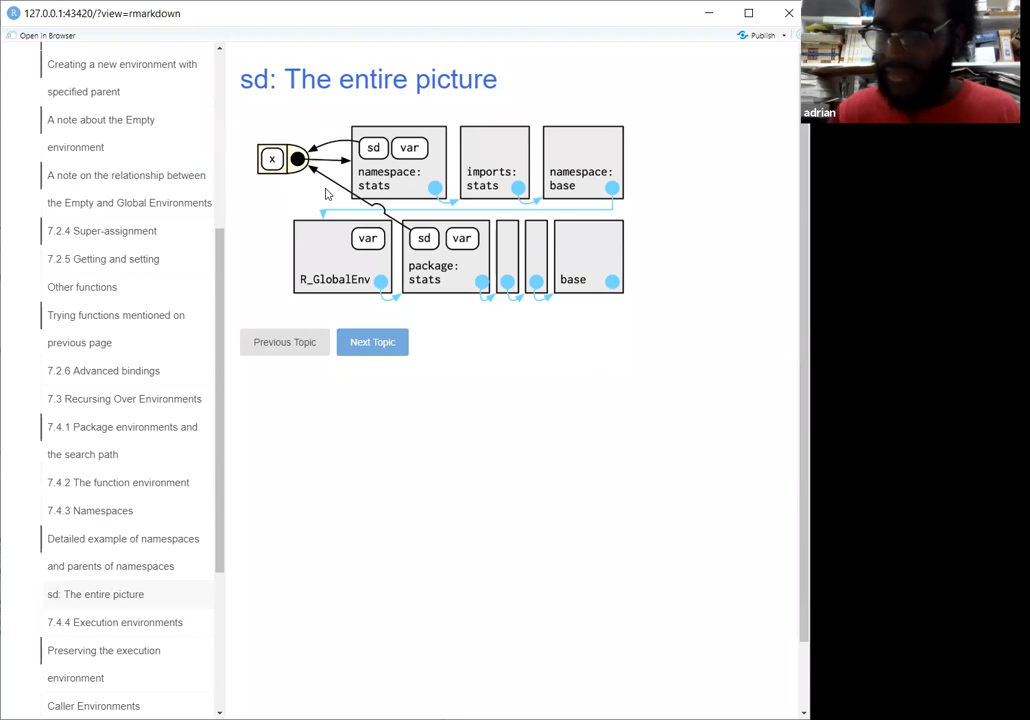 127.0.0.1:43420/?view=rmarkdown
Open In Browser
Publish
adrian
Creating a new environment with
specified parent
A note about the Empty
environment
A note on the relationship between
the Empty and Global Environments
7.2.4 Super-assignment
7.2.5 Getting and setting
Other functions
Trying functions mentioned on
previous page
7.2.6 Advanced bindings
7.3 Recursing Over Environments
7.4.1 Package environments and
the search path
7.4.2 The function environment
7.4.3 Namespaces
Detailed example of namespaces
and parents of namespaces
sd: The entire picture
7.4.4 Execution environments
Preserving the execution
environment
Caller Environments
sd: The entire picture
x
sd var
namespace:
stats
imports:
stats
namespace:
base
var
R_GlobalEnv
sd var
package:
stats
base
Previous Topic
Next Topic